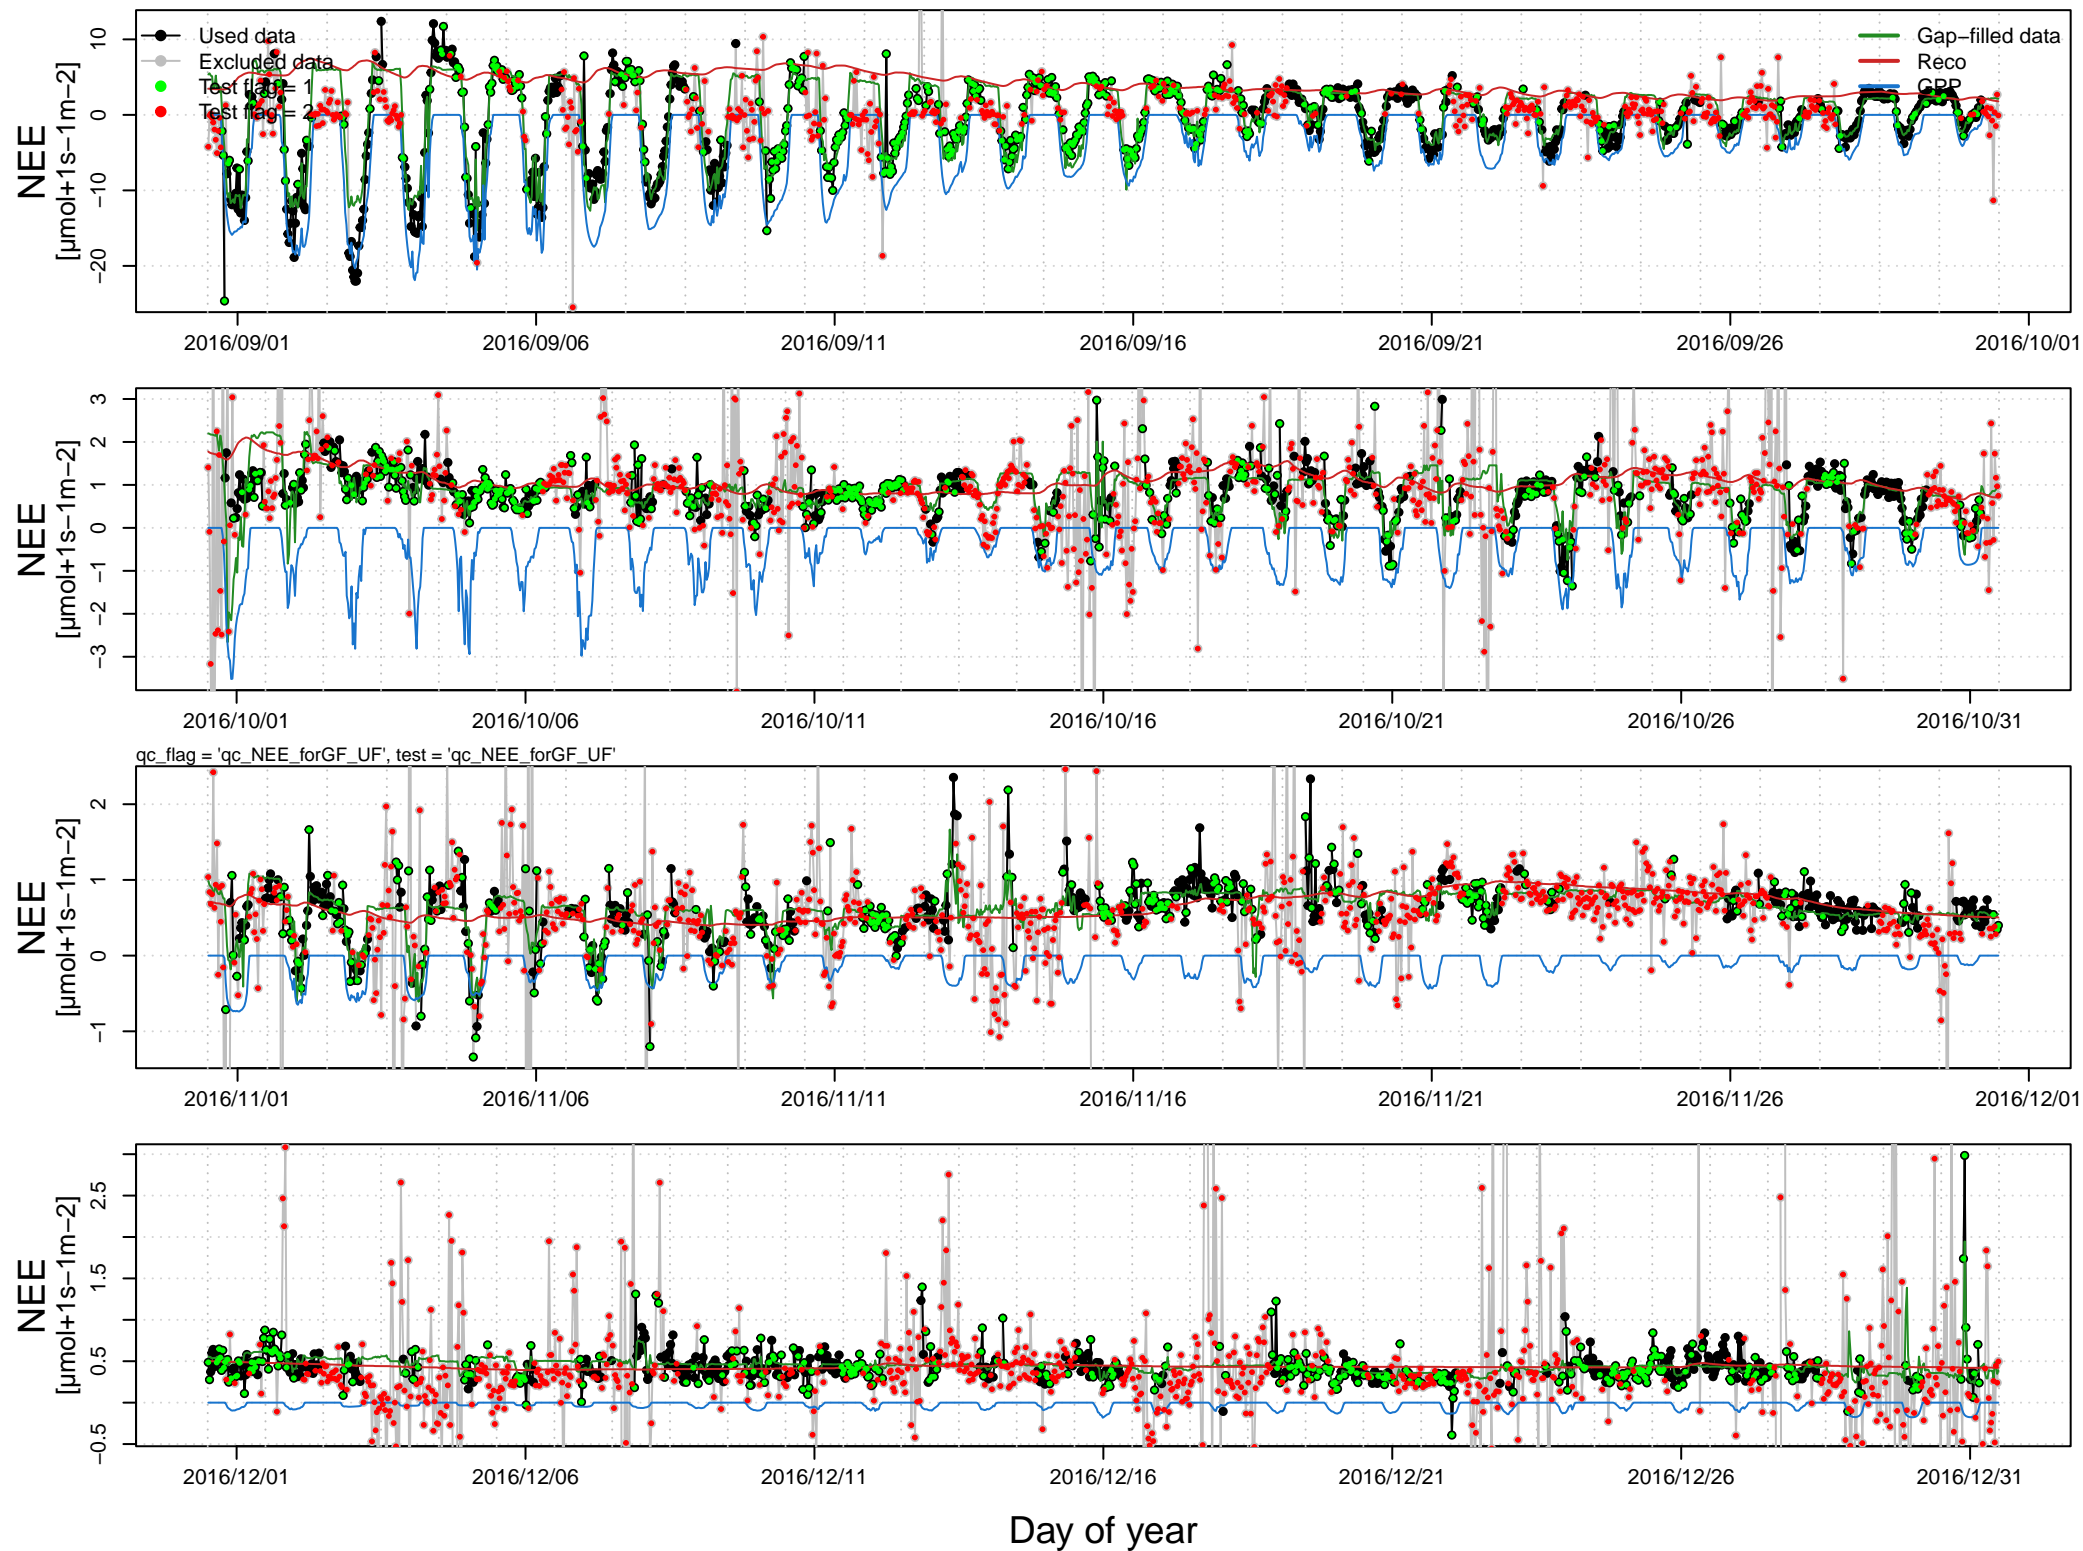 Used data
Excluded data
Test flag = 1
Test flag = 2
Gap−filled data
Reco
GPP
NEE
[µmol+1s−1m−2]
10
0
−10
−20
2016/09/01 2016/09/06 2016/09/11 2016/09/16 2016/09/21 2016/09/26 2016/10/01
NEE
[µmol+1s−1m−2]
3
2
1
0
−1
−2
−3
2016/10/01 2016/10/06 2016/10/11 2016/10/16 2016/10/21 2016/10/26 2016/10/31
qc_flag = 'qc_NEE_forGF_UF', test = 'qc_NEE_forGF_UF'
NEE
[µmol+1s−1m−2]
2
1
0
−1
2016/11/01 2016/11/06 2016/11/11 2016/11/16 2016/11/21 2016/11/26 2016/12/01
NEE
[µmol+1s−1m−2]
2.5
1.5
0.5
−0.5
2016/12/01 2016/12/06 2016/12/11 2016/12/16 2016/12/21 2016/12/26 2016/12/31
Day of year